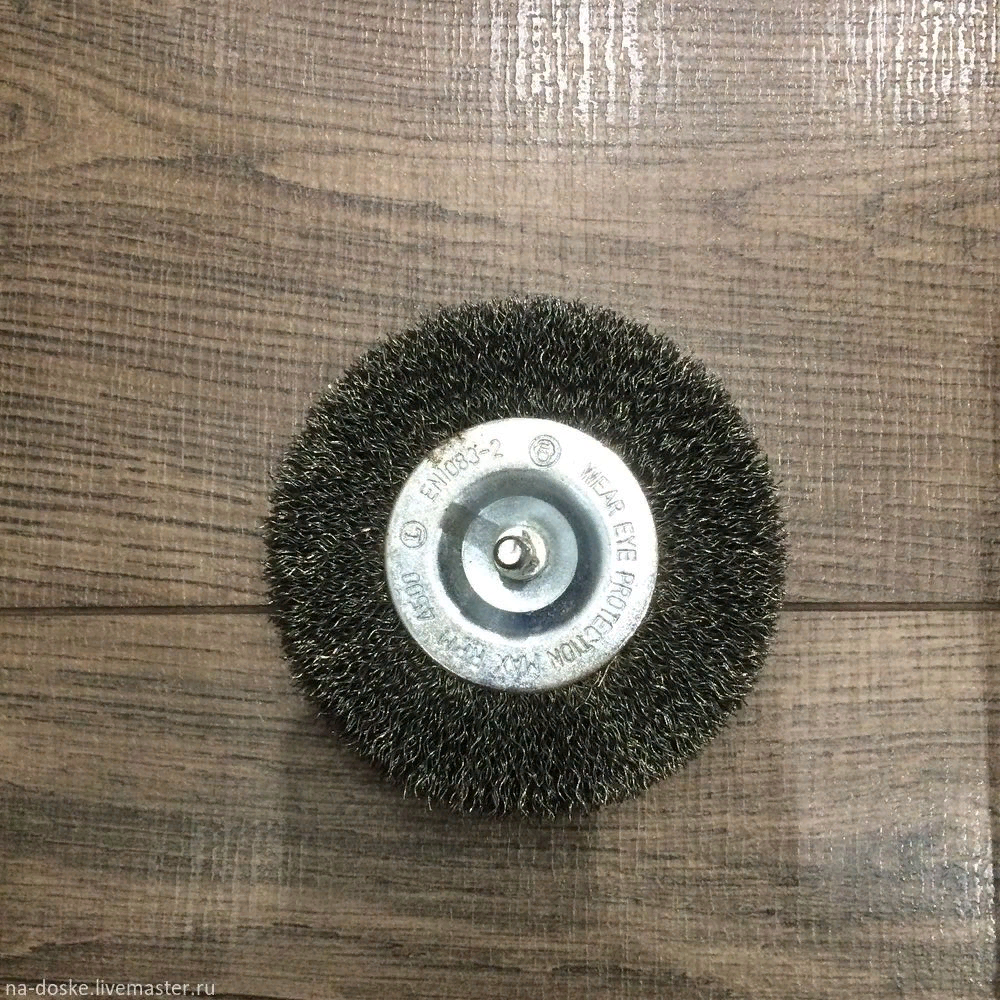 EN1083-2
WEAR EYE PROTECTION MAX RPM 4500
na-doske.livemaster.ru